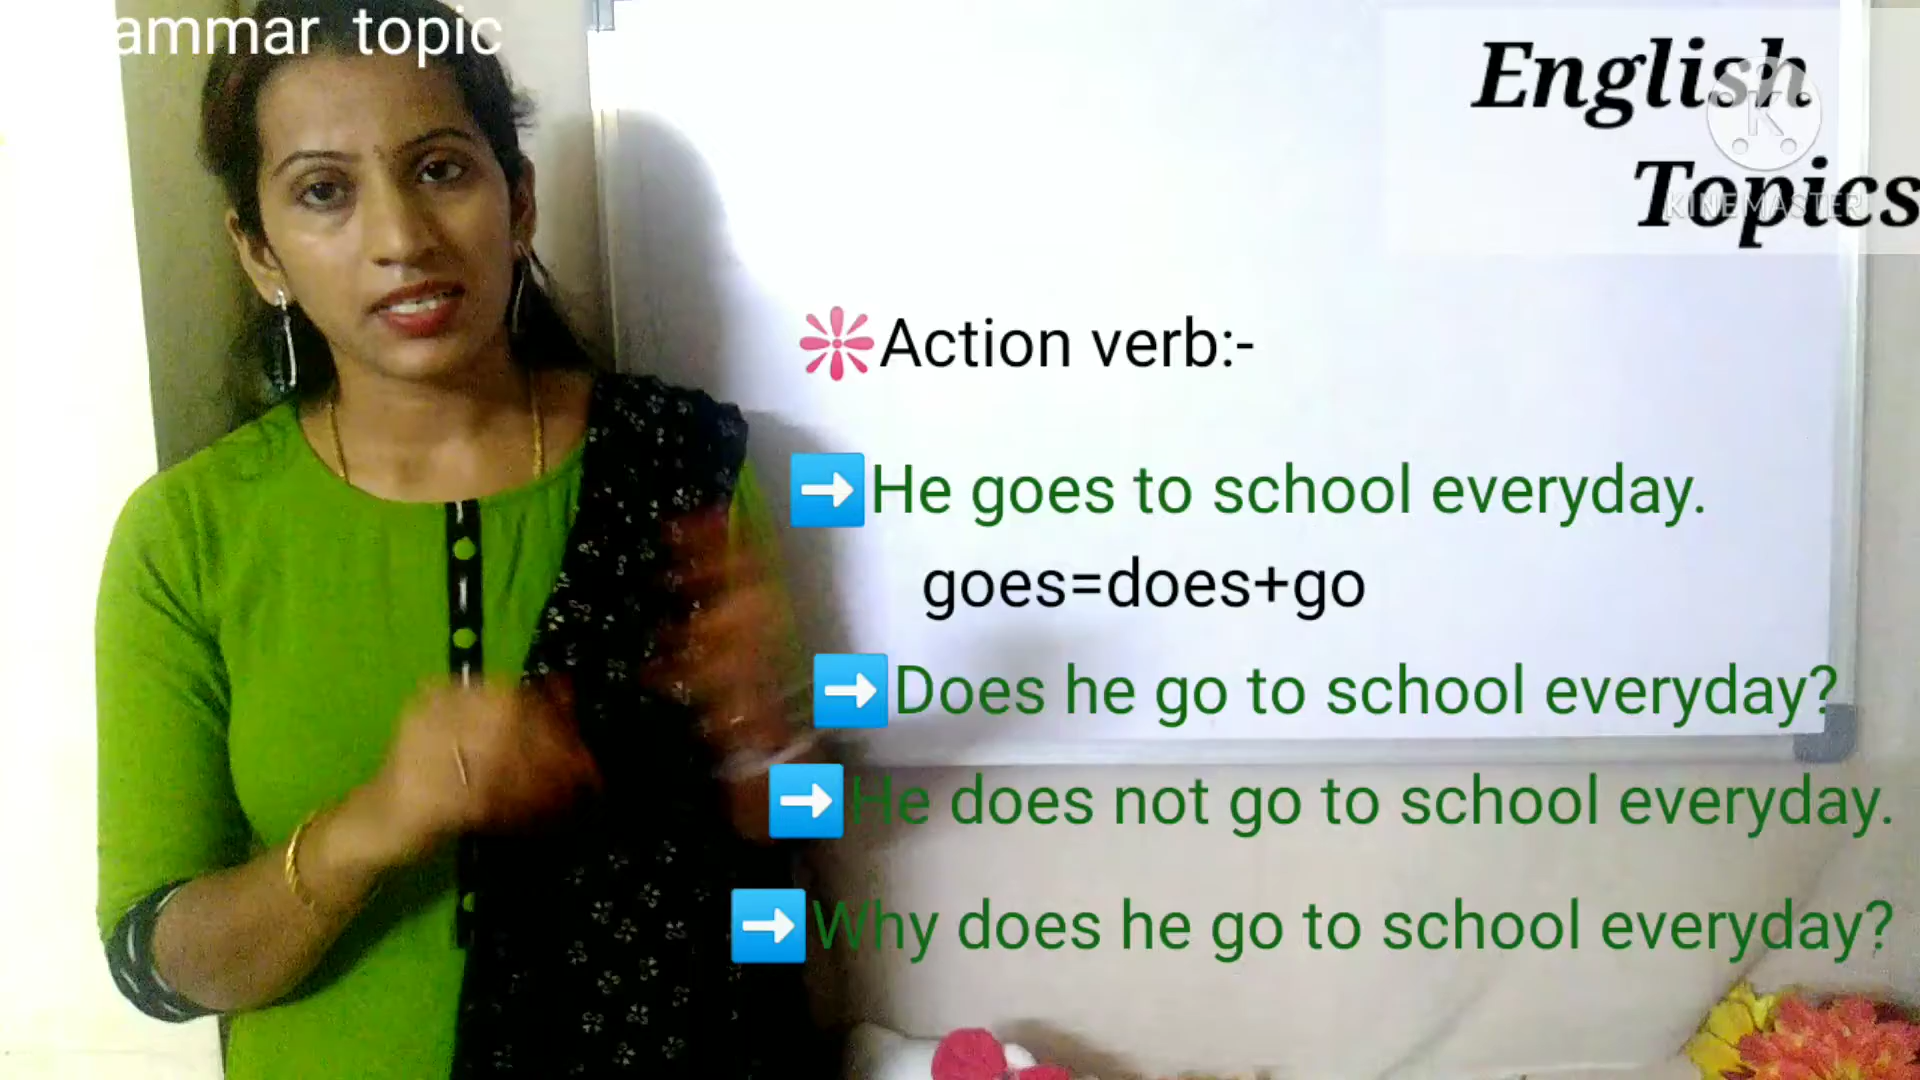 ammar topic
English
Topics
KINEMASTER
Action verb:-
He goes to school everyday.
goes=does+go
Does he go to school everyday?
He does not go to school everyday.
Why does he go to school everyday?